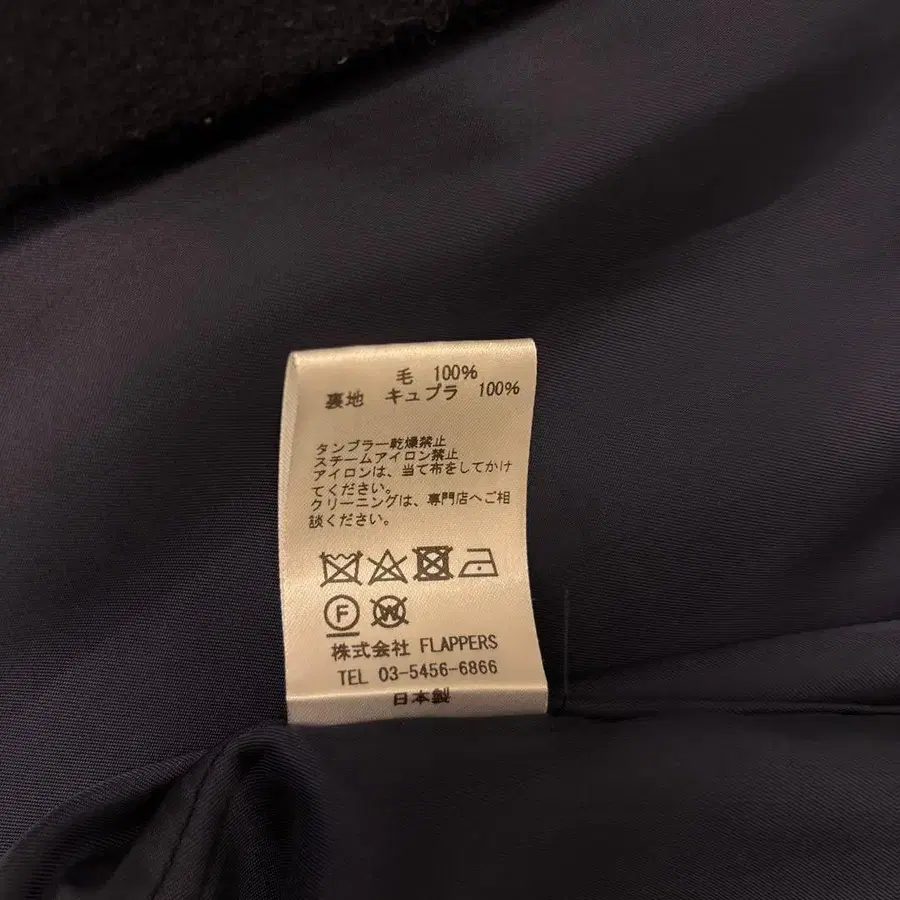 毛 100%
裏地 キュプラ 100%
タンブラー乾燥禁止
スチームアイロン禁止
アイロンは、当て布をしてかけ
てください。
クリーニングは、専門店へご相
談ください。
F W
株式会社 FLAPPERS
TEL 03-5456-6866
日本製